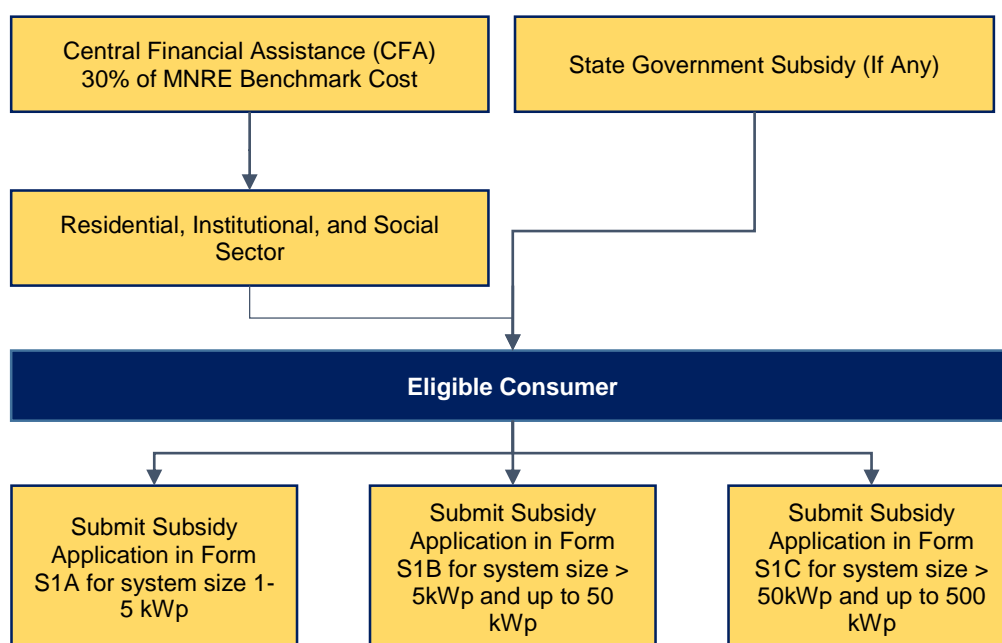 Central Financial Assistance (CFA)
30% of MNRE Benchmark Cost
State Government Subsidy (If Any)
Residential, Institutional, and Social
Sector
Eligible Consumer
Submit Subsidy
Application in Form
S1A for system size 1-
5 kWp
Submit Subsidy
Application in Form
S1B for system size >
5kWp and up to 50
kWp
Submit Subsidy
Application in Form
S1C for system size >
50kWp and up to 500
kWp